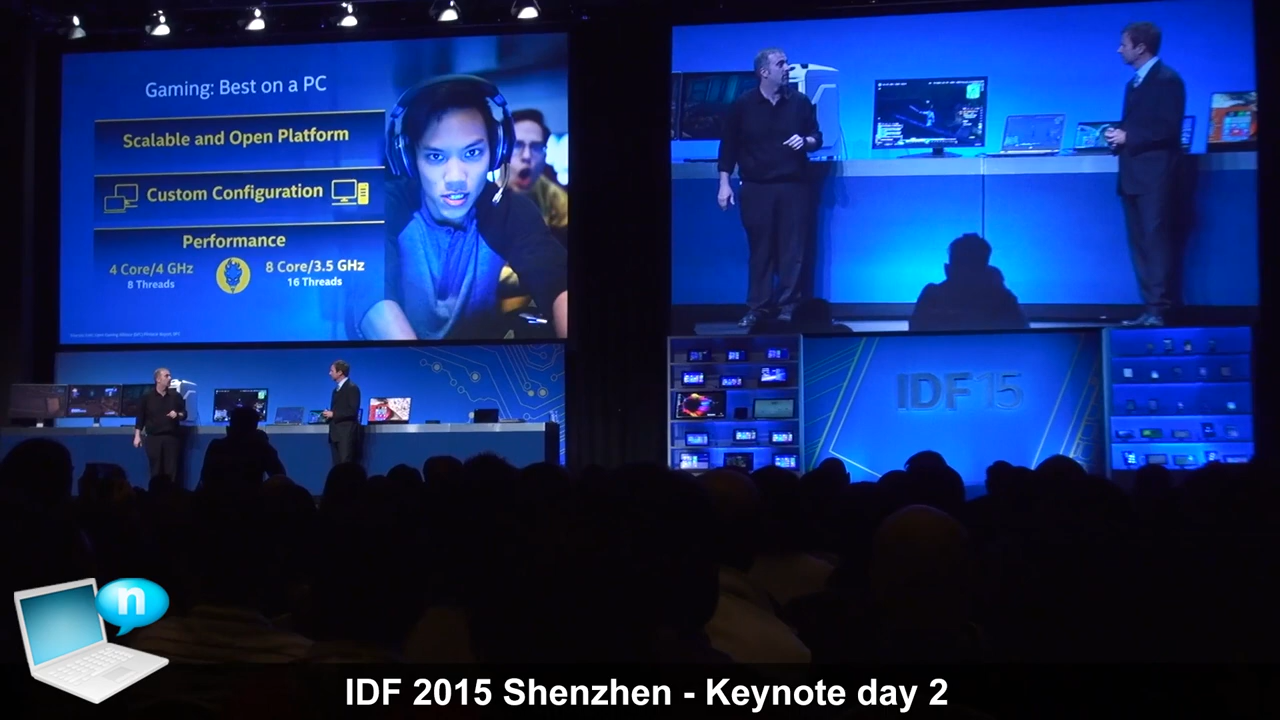 Gaming: Best on a PC
Scalable and Open Platform
Custom Configuration
Performance
4 Core/4 GHz
8 Threads
8 Core/3.5 GHz
16 Threads
IDF15
n
IDF 2015 Shenzhen - Keynote day 2